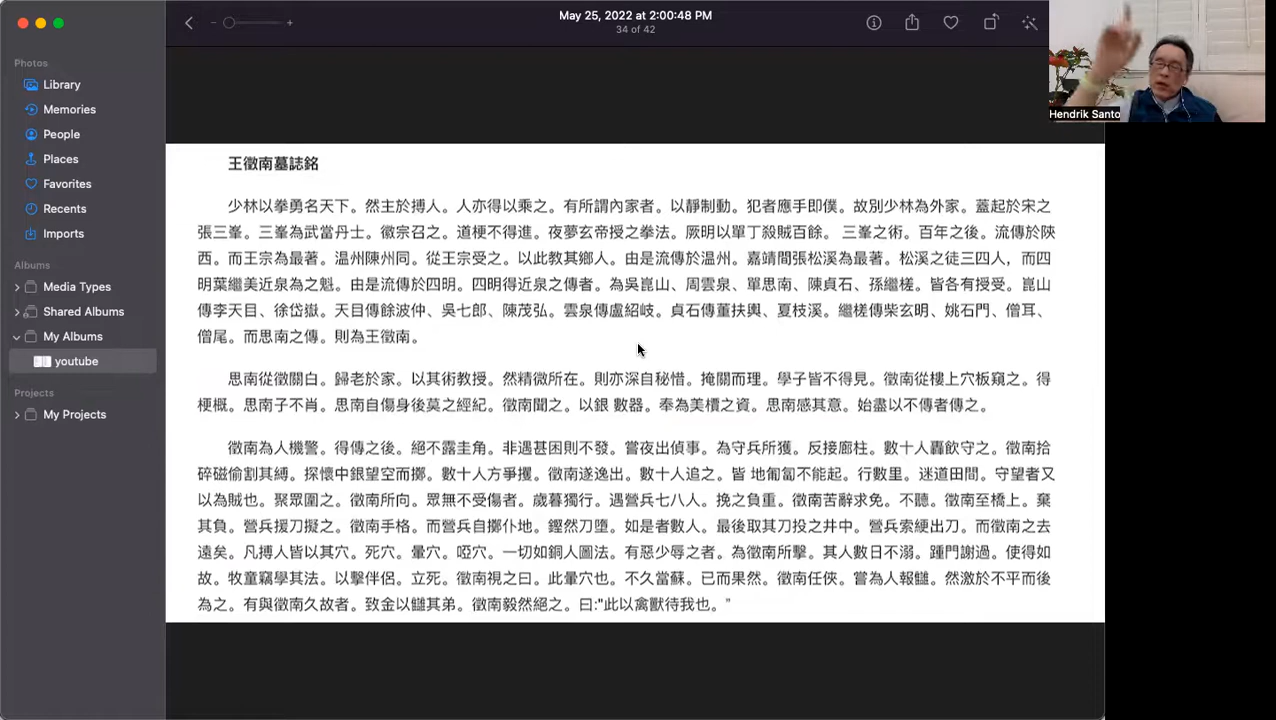 May 25, 2022 at 2:00:48 PM
34 of 42
Hendrik Santo
Photos
Library
Memories
People
Places
Favorites
Recents
Imports
Albums
Media Types
Shared Albums
My Albums
youtube
Projects
My Projects
王徵南墓誌銘
少林以拳勇名天下。然主於搏人。人亦得以乘之。有所謂內家者。以靜制動。犯者應手即僕。故別少林為外家。蓋起於宋之
張三峯。三峯為武當丹士。徽宗召之。道梗不得進。夜夢玄帝授之拳法。厥明以單丁殺賊百餘。 三峯之術。百年之後。流傳於陝
西。而王宗為最著。温州陳州同。從王宗受之。以此教其鄉人。由是流傳於温州。嘉靖間張松溪為最著。松溪之徒三四人，而四
明葉繼美近泉為之魁。由是流傳於四明。四明得近泉之傳者。為吳崑山、周雲泉、單思南、陳貞石、孫繼槎。皆各有授受。崑山
傳李天目、徐岱嶽。天目傳餘波仲、吳七郎、陳茂弘。雲泉傳盧紹岐。貞石傳董扶輿、夏枝溪。繼槎傳柴玄明、姚石門、僧耳、
僧尾。而思南之傳。則為王徵南。
思南從徵關白。歸老於家。以其術教授。然精微所在。則亦深自秘惜。掩關而理。學子皆不得見。徵南從樓上穴板窺之。得
梗概。思南子不肖。思南自傷身後莫之經紀。徵南聞之。以銀 數器。奉為美檟之資。思南感其意。始盡以不傳者傳之。
徵南為人機警。得傳之後。絕不露圭角。非遇甚困則不發。嘗夜出偵事。為守兵所獲。反接廊柱。數十人轟飲守之。徵南拾
碎磁偷割其縛。探懷中銀望空而擲。數十人方爭攫。徵南遂逸出。數十人追之。皆 地匍匐不能起。行數里。迷道田間。守望者又
以為賊也。聚眾圍之。徵南所向。眾無不受傷者。歲暮獨行。遇營兵七八人。挽之負重。徵南苦辭求免。不聽。徵南至橋上。棄
其負。營兵援刀擬之。徵南手格。而營兵自擲仆地。鏗然刀墮。如是者數人。最後取其刀投之井中。營兵索綆出刀。而徵南之去
遠矣。凡搏人皆以其穴。死穴。暈穴。啞穴。一切如銅人圖法。有惡少辱之者。為徵南所擊。其人數日不溺。踵門謝過。使得如
故。牧童竊學其法。以擊伴侶。立死。徵南視之曰。此暈穴也。不久當蘇。已而果然。徵南任俠。嘗為人報讎。然激於不平而後
為之。有與徵南久故者。致金以讎其弟。徵南毅然絕之。曰:"此以禽獸待我也。"